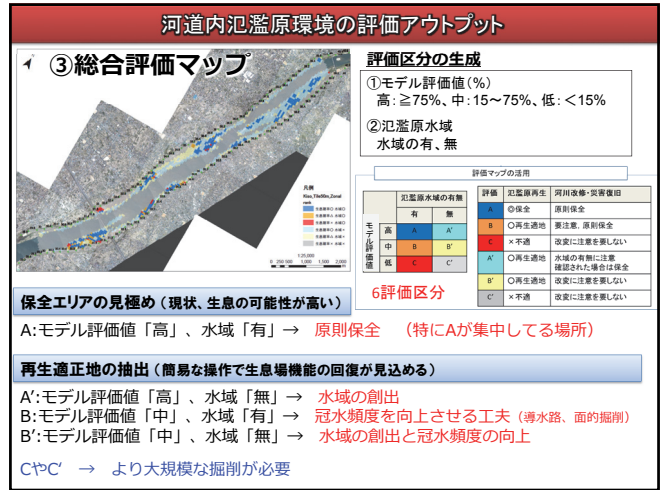 河道内氾濫原環境の評価アウトプット
③総合評価マップ
評価区分の生成
①モデル評価値(%)
高:≧75%、中:15～75%、低:<15%
②氾濫原水域
水域の有、無
凡例
Kiso_Tile50m_Zonal
rank
1:25,000
0 250 500 1,000 1,500 2,000
評価マップの活用
氾濫原水域の有無
有 無
モデル評価値
高 A A'
中 B B'
低 C C'
6評価区分
評価 氾濫原再生 河川改修・災害復旧
A ◎保全 原則保全
B 〇再生適地 要注意、原則保全
C ×不適 改変に注意を要しない
A' 〇再生適地 水域の有無に注意
確認された場合は保全
B' 〇再生適地 改変に注意を要しない
C' ×不適 改変に注意を要しない
保全エリアの見極め（現状、生息の可能性が高い）
A:モデル評価値「高」、水域「有」→ 原則保全 （特にAが集中してる場所）
再生適正地の抽出（簡易な操作で生息場機能の回復が見込める）
A′:モデル評価値「高」、水域「無」→ 水域の創出
B:モデル評価値「中」、水域「有」→ 冠水頻度を向上させる工夫（導水路、面的掘削）
B′:モデル評価値「中」、水域「無」→ 水域の創出と冠水頻度の向上
CやC′ → より大規模な掘削が必要